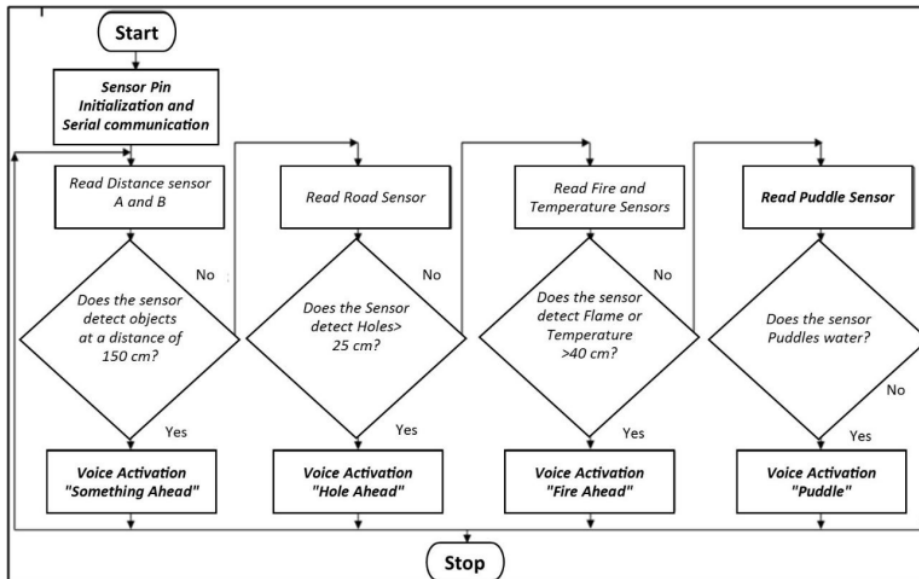 Start
Sensor Pin
Initialization and
Serial communication
Read Distance sensor
A and B
Read Road Sensor
Read Fire and
Temperature Sensors
Read Puddle Sensor
No
No
No
Does the sensor
detect objects
at a distance of
150 cm?
Does the Sensor
detect Holes>
25 cm?
Does the sensor
detect Flame or
Temperature
>40 cm?
Does the sensor
Puddles water?
No
Yes
Yes
Yes
Yes
Voice Activation
"Something Ahead"
Voice Activation
"Hole Ahead"
Voice Activation
"Fire Ahead"
Voice Activation
"Puddle"
Stop